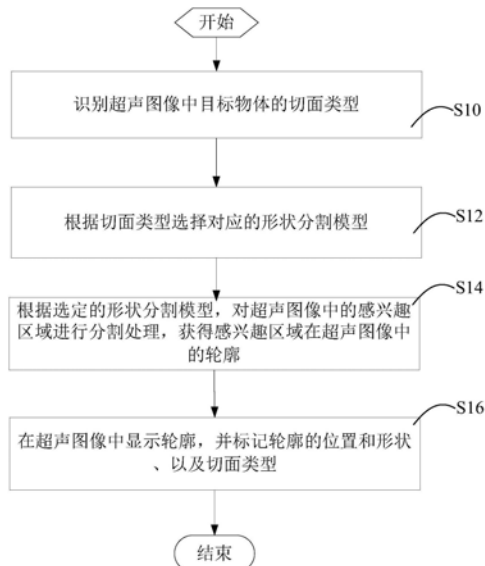 开始
识别超声图像中目标物体的切面类型
S10
根据切面类型选择对应的形状分割模型
S12
S14
根据选定的形状分割模型，对超声图像中的感兴趣
区域进行分割处理，获得感兴趣区域在超声图像中
的轮廓
S16
在超声图像中显示轮廓，并标记轮廓的位置和形状
、以及切面类型
结束